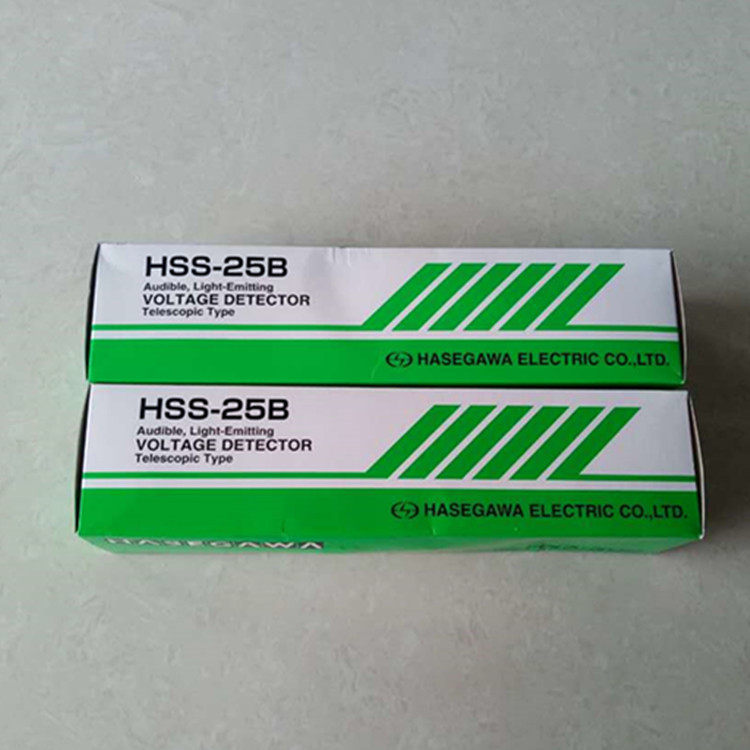 HSS-25B
Audible, Light-Emitting
VOLTAGE DETECTOR
Telescopic Type
HASEGAWA ELECTRIC CO.,LTD.
HSS-25B
Audible, Light-Emitting
VOLTAGE DETECTOR
Telescopic Type
HASEGAWA ELECTRIC CO.,LTD.
HASEGAWA